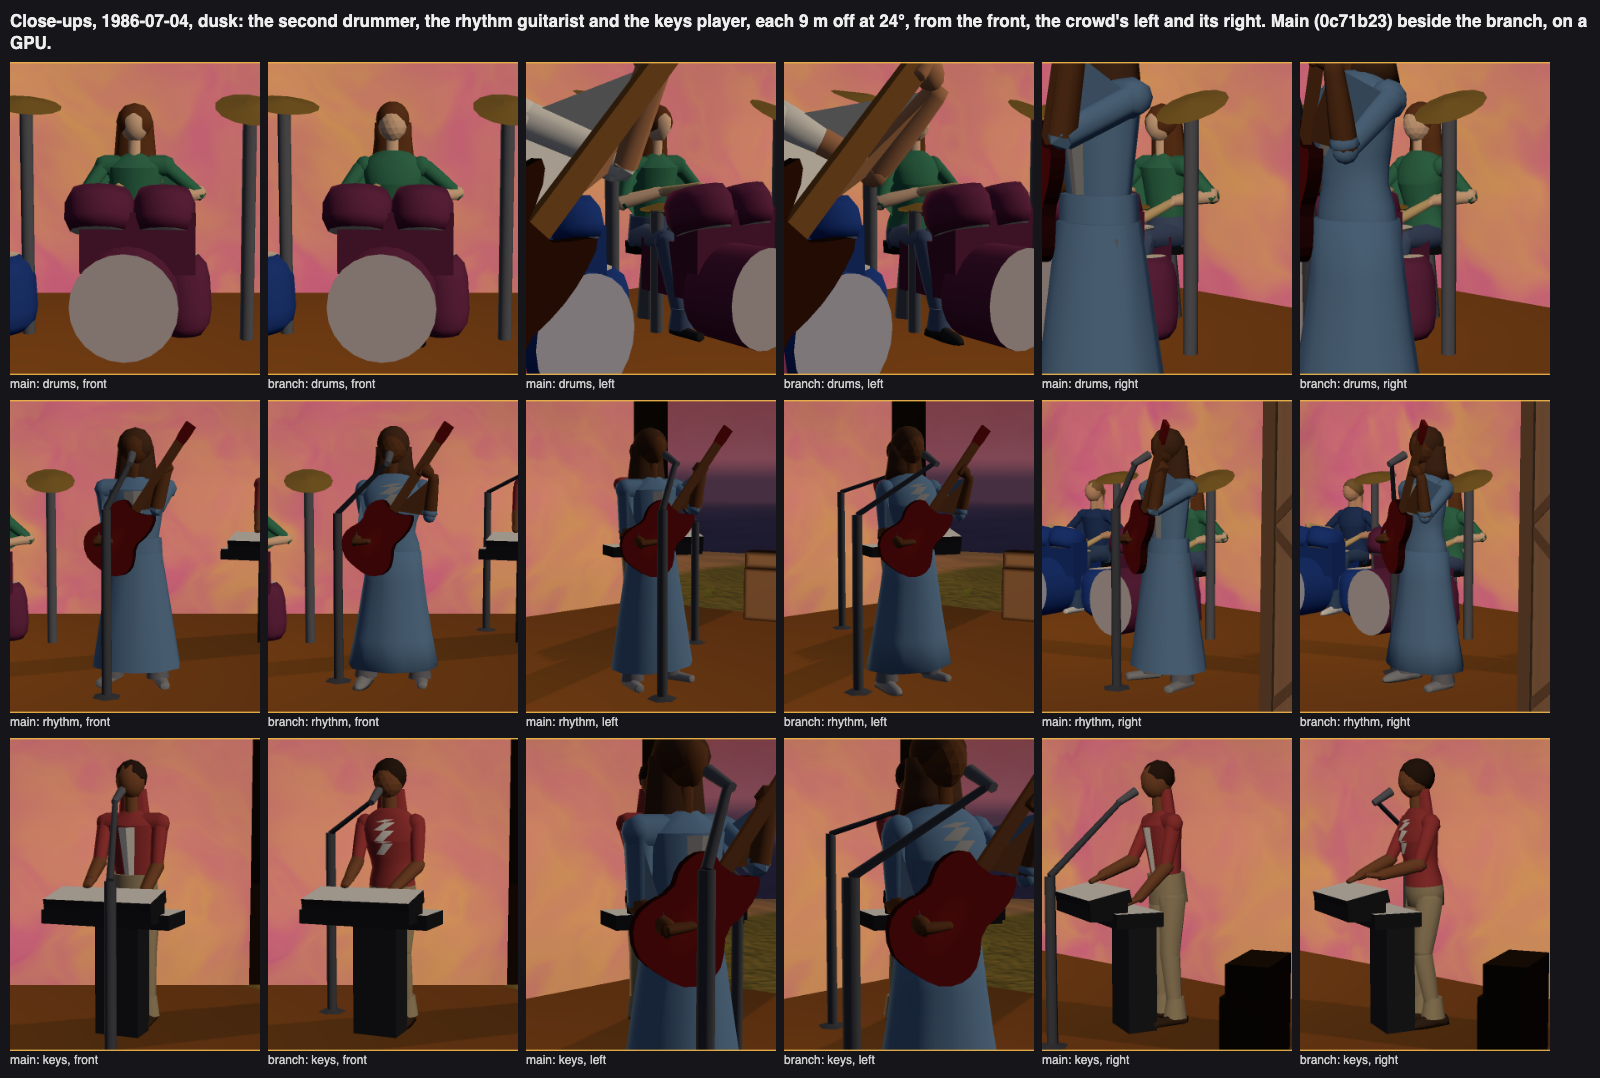 Close-ups, 1986-07-04, dusk: the second drummer, the rhythm guitarist and the keys player, each 9 m off at 24°, from the front, the crowd's left and its right. Main (0c71b23) beside the branch, on a
GPU.
main: drums, front
branch: drums, front
main: drums, left
branch: drums, left
main: drums, right
branch: drums, right
main: rhythm, front
branch: rhythm, front
main: rhythm, left
branch: rhythm, left
main: rhythm, right
branch: rhythm, right
main: keys, front
branch: keys, front
main: keys, left
branch: keys, left
main: keys, right
branch: keys, right